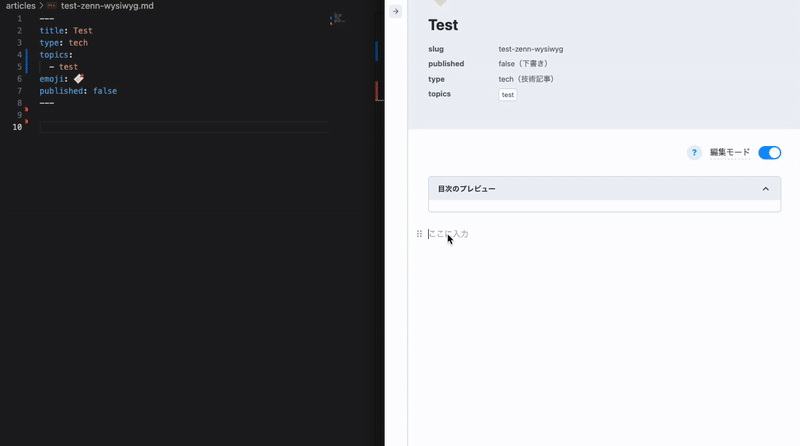 articles > test-zenn-wysiwyg.md
1 ---
2 title: Test
3 type: tech
4 topics:
5 - test
6 emoji:
7 published: false
8 ---
9
10
Test
slug test-zenn-wysiwyg
published false（下書き）
type tech（技術記事）
topics test
? 編集モード
目次のプレビュー
ここに入力